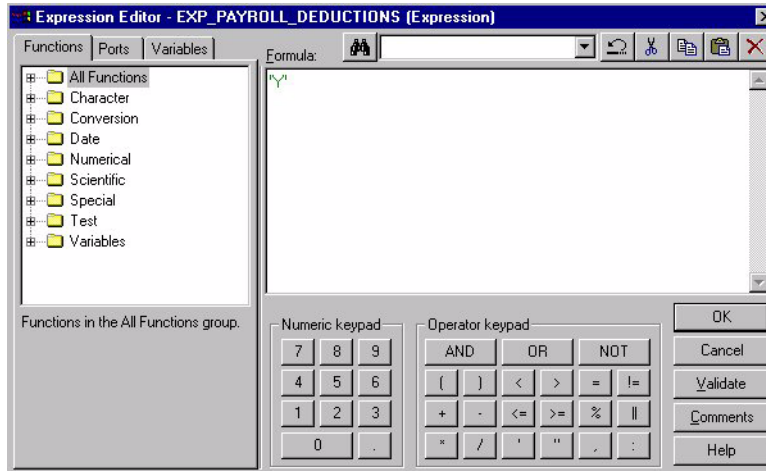 Expression Editor - EXP_PAYROLL_DEDUCTIONS (Expression)
Functions Ports Variables
Formula:
All Functions
Character
Conversion
Date
Numerical
Scientific
Special
Test
Variables
'Y'
Functions in the All Functions group.
Numeric keypad
7 8 9
4 5 6
1 2 3
0 .
Operator keypad
AND OR NOT
( ) < > = !=
+ - <= >= % ||
* / ' " , :
OK
Cancel
Validate
Comments
Help